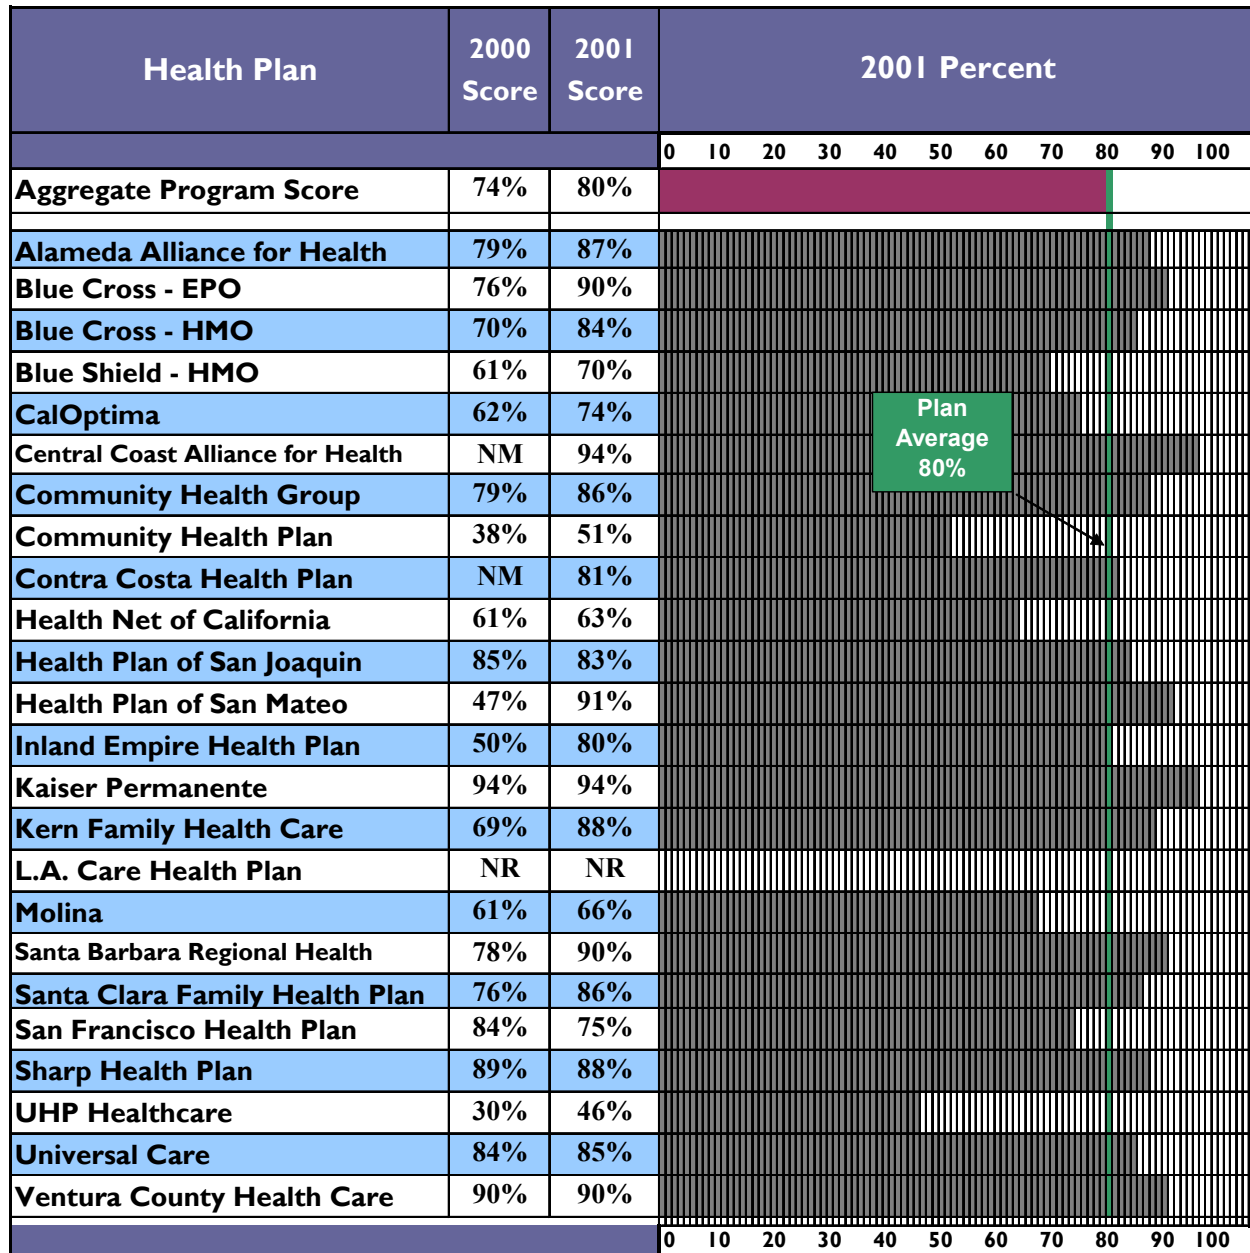 Health Plan 2000 Score 2001 Score 2001 Percent
0 10 20 30 40 50 60 70 80 90 100
Aggregate Program Score 74% 80%
Alameda Alliance for Health 79% 87%
Blue Cross - EPO 76% 90%
Blue Cross - HMO 70% 84%
Blue Shield - HMO 61% 70%
CalOptima 62% 74%
Central Coast Alliance for Health NM 94%
Community Health Group 79% 86%
Community Health Plan 38% 51%
Contra Costa Health Plan NM 81%
Health Net of California 61% 63%
Health Plan of San Joaquin 85% 83%
Health Plan of San Mateo 47% 91%
Inland Empire Health Plan 50% 80%
Kaiser Permanente 94% 94%
Kern Family Health Care 69% 88%
L.A. Care Health Plan NR NR
Molina 61% 66%
Santa Barbara Regional Health 78% 90%
Santa Clara Family Health Plan 76% 86%
San Francisco Health Plan 84% 75%
Sharp Health Plan 89% 88%
UHP Healthcare 30% 46%
Universal Care 84% 85%
Ventura County Health Care 90% 90%
Plan
Average
80%
0 10 20 30 40 50 60 70 80 90 100